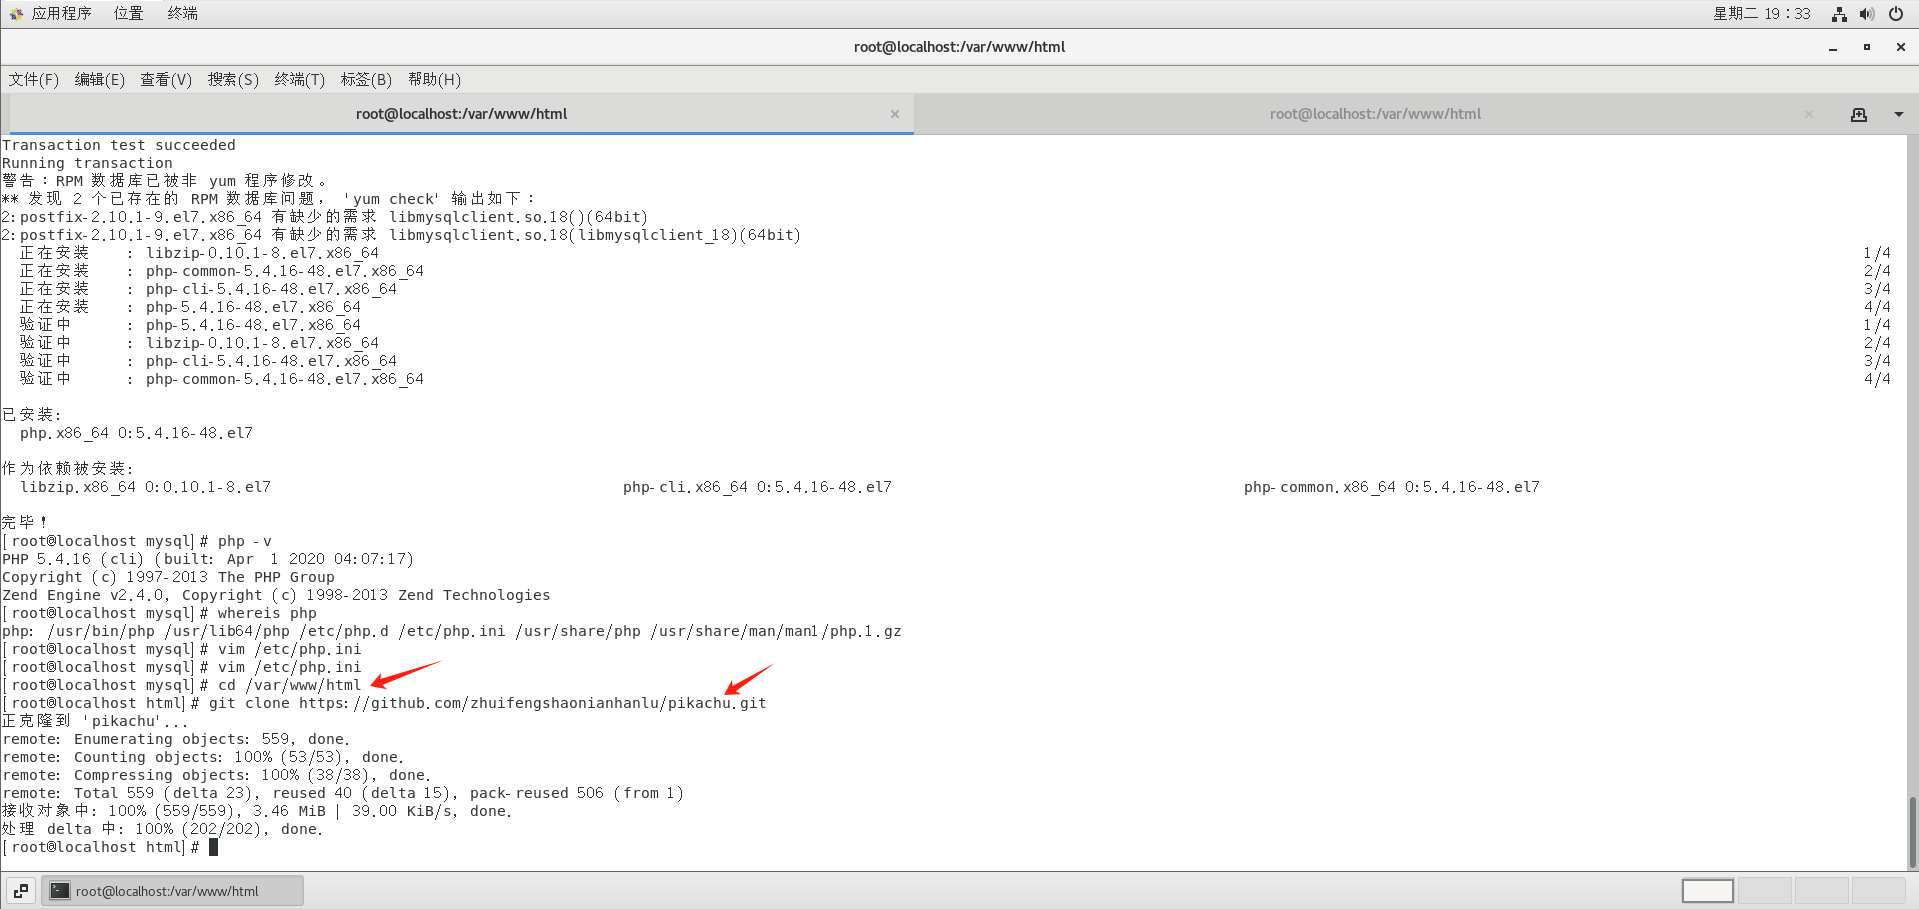 应用程序 位置 终端 星期二 19：33
root@localhost:/var/www/html
文件(F) 编辑(E) 查看(V) 搜索(S) 终端(T) 标签(B) 帮助(H)
root@localhost:/var/www/html × root@localhost:/var/www/html ×
Transaction test succeeded
Running transaction
警告：RPM 数据库已被非 yum 程序修改。
** 发现 2 个已存在的 RPM 数据库问题， 'yum check' 输出如下：
2:postfix-2.10.1-9.el7.x86_64 有缺少的需求 libmysqlclient.so.18()(64bit)
2:postfix-2.10.1-9.el7.x86_64 有缺少的需求 libmysqlclient.so.18(libmysqlclient_18)(64bit)
  正在安装    : libzip-0.10.1-8.el7.x86_64 1/4
  正在安装    : php-common-5.4.16-48.el7.x86_64 2/4
  正在安装    : php-cli-5.4.16-48.el7.x86_64 3/4
  正在安装    : php-5.4.16-48.el7.x86_64 4/4
  验证中      : php-5.4.16-48.el7.x86_64 1/4
  验证中      : libzip-0.10.1-8.el7.x86_64 2/4
  验证中      : php-cli-5.4.16-48.el7.x86_64 3/4
  验证中      : php-common-5.4.16-48.el7.x86_64 4/4
已安装:
  php.x86_64 0:5.4.16-48.el7
作为依赖被安装:
  libzip.x86_64 0:0.10.1-8.el7 php-cli.x86_64 0:5.4.16-48.el7 php-common.x86_64 0:5.4.16-48.el7
完毕！
[root@localhost mysql]# php -v
PHP 5.4.16 (cli) (built: Apr  1 2020 04:07:17)
Copyright (c) 1997-2013 The PHP Group
Zend Engine v2.4.0, Copyright (c) 1998-2013 Zend Technologies
[root@localhost mysql]# whereis php
php: /usr/bin/php /usr/lib64/php /etc/php.d /etc/php.ini /usr/share/php /usr/share/man/man1/php.1.gz
[root@localhost mysql]# vim /etc/php.ini
[root@localhost mysql]# vim /etc/php.ini
[root@localhost mysql]# cd /var/www/html
[root@localhost html]# git clone https://github.com/zhuifengshaonianhanlu/pikachu.git
正克隆到 'pikachu'...
remote: Enumerating objects: 559, done.
remote: Counting objects: 100% (53/53), done.
remote: Compressing objects: 100% (38/38), done.
remote: Total 559 (delta 23), reused 40 (delta 15), pack-reused 506 (from 1)
接收对象中: 100% (559/559), 3.46 MiB | 39.00 KiB/s, done.
处理 delta 中: 100% (202/202), done.
[root@localhost html]#
root@localhost:/var/www/html